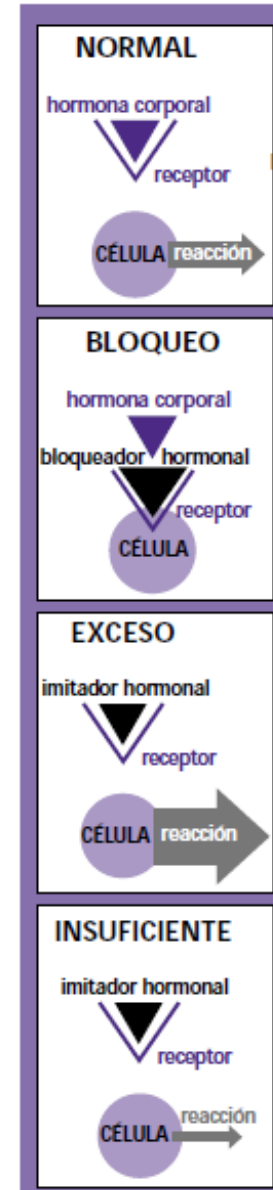 NORMAL
hormona corporal
receptor
CÉLULA reacción
BLOQUEO
hormona corporal
bloqueador hormonal
receptor
CÉLULA
EXCESO
imitador hormonal
receptor
CÉLULA reacción
INSUFICIENTE
imitador hormonal
receptor
reacción
CÉLULA